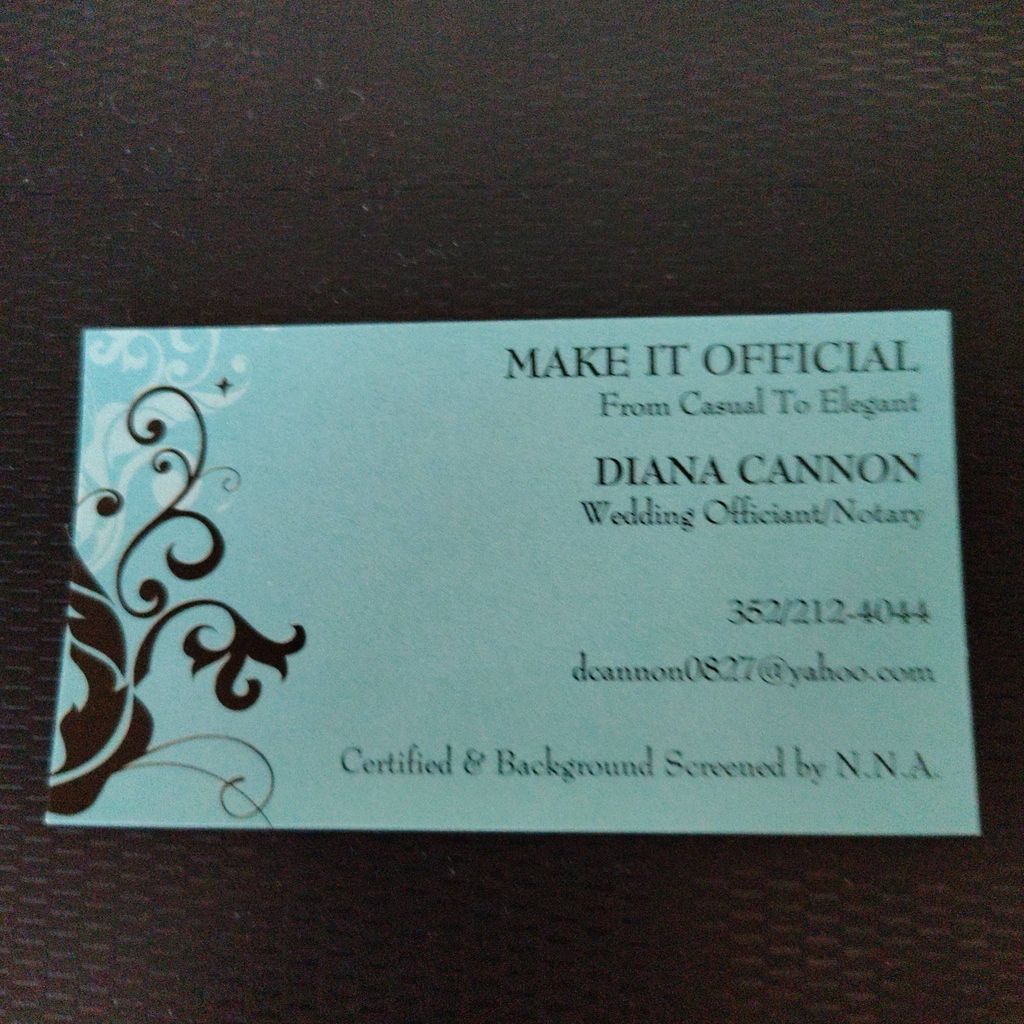 MAKE IT OFFICIAL
From Casual To Elegant
DIANA CANNON
Wedding Officiant/Notary
352/212-4044
dcannon0827@yahoo.com
Certified & Background Screened by N.N.A.